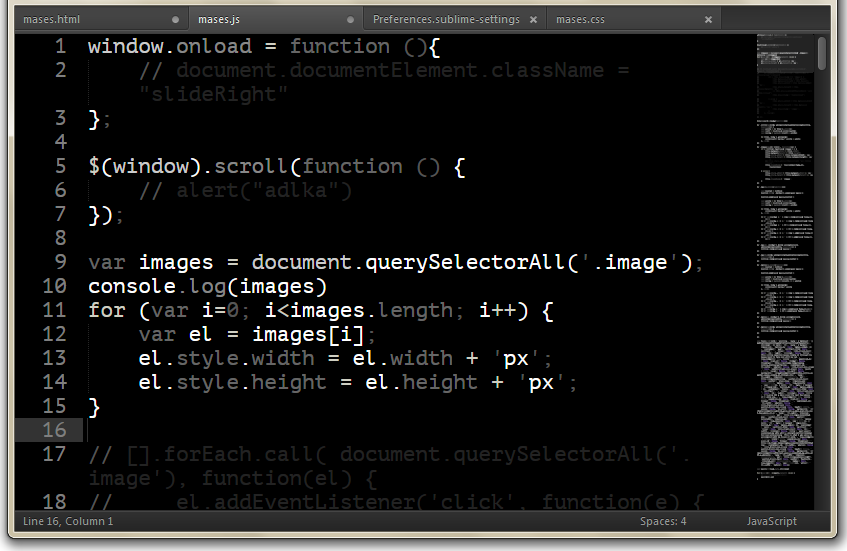 mases.html mases.js Preferences.sublime-settings × mases.css ×
1 window.onload = function (){
2 // document.documentElement.className =
"slideRight"
3 };
4
5 $(window).scroll(function () {
6 // alert("adlka")
7 });
8
9 var images = document.querySelectorAll('.image');
10 console.log(images)
11 for (var i=0; i<images.length; i++) {
12 var el = images[i];
13 el.style.width = el.width + 'px';
14 el.style.height = el.height + 'px';
15 }
16
17 // [].forEach.call( document.querySelectorAll('.
image'), function(el) {
18 // el.addEventListener('click', function(e) {
Line 16, Column 1 Spaces: 4 JavaScript